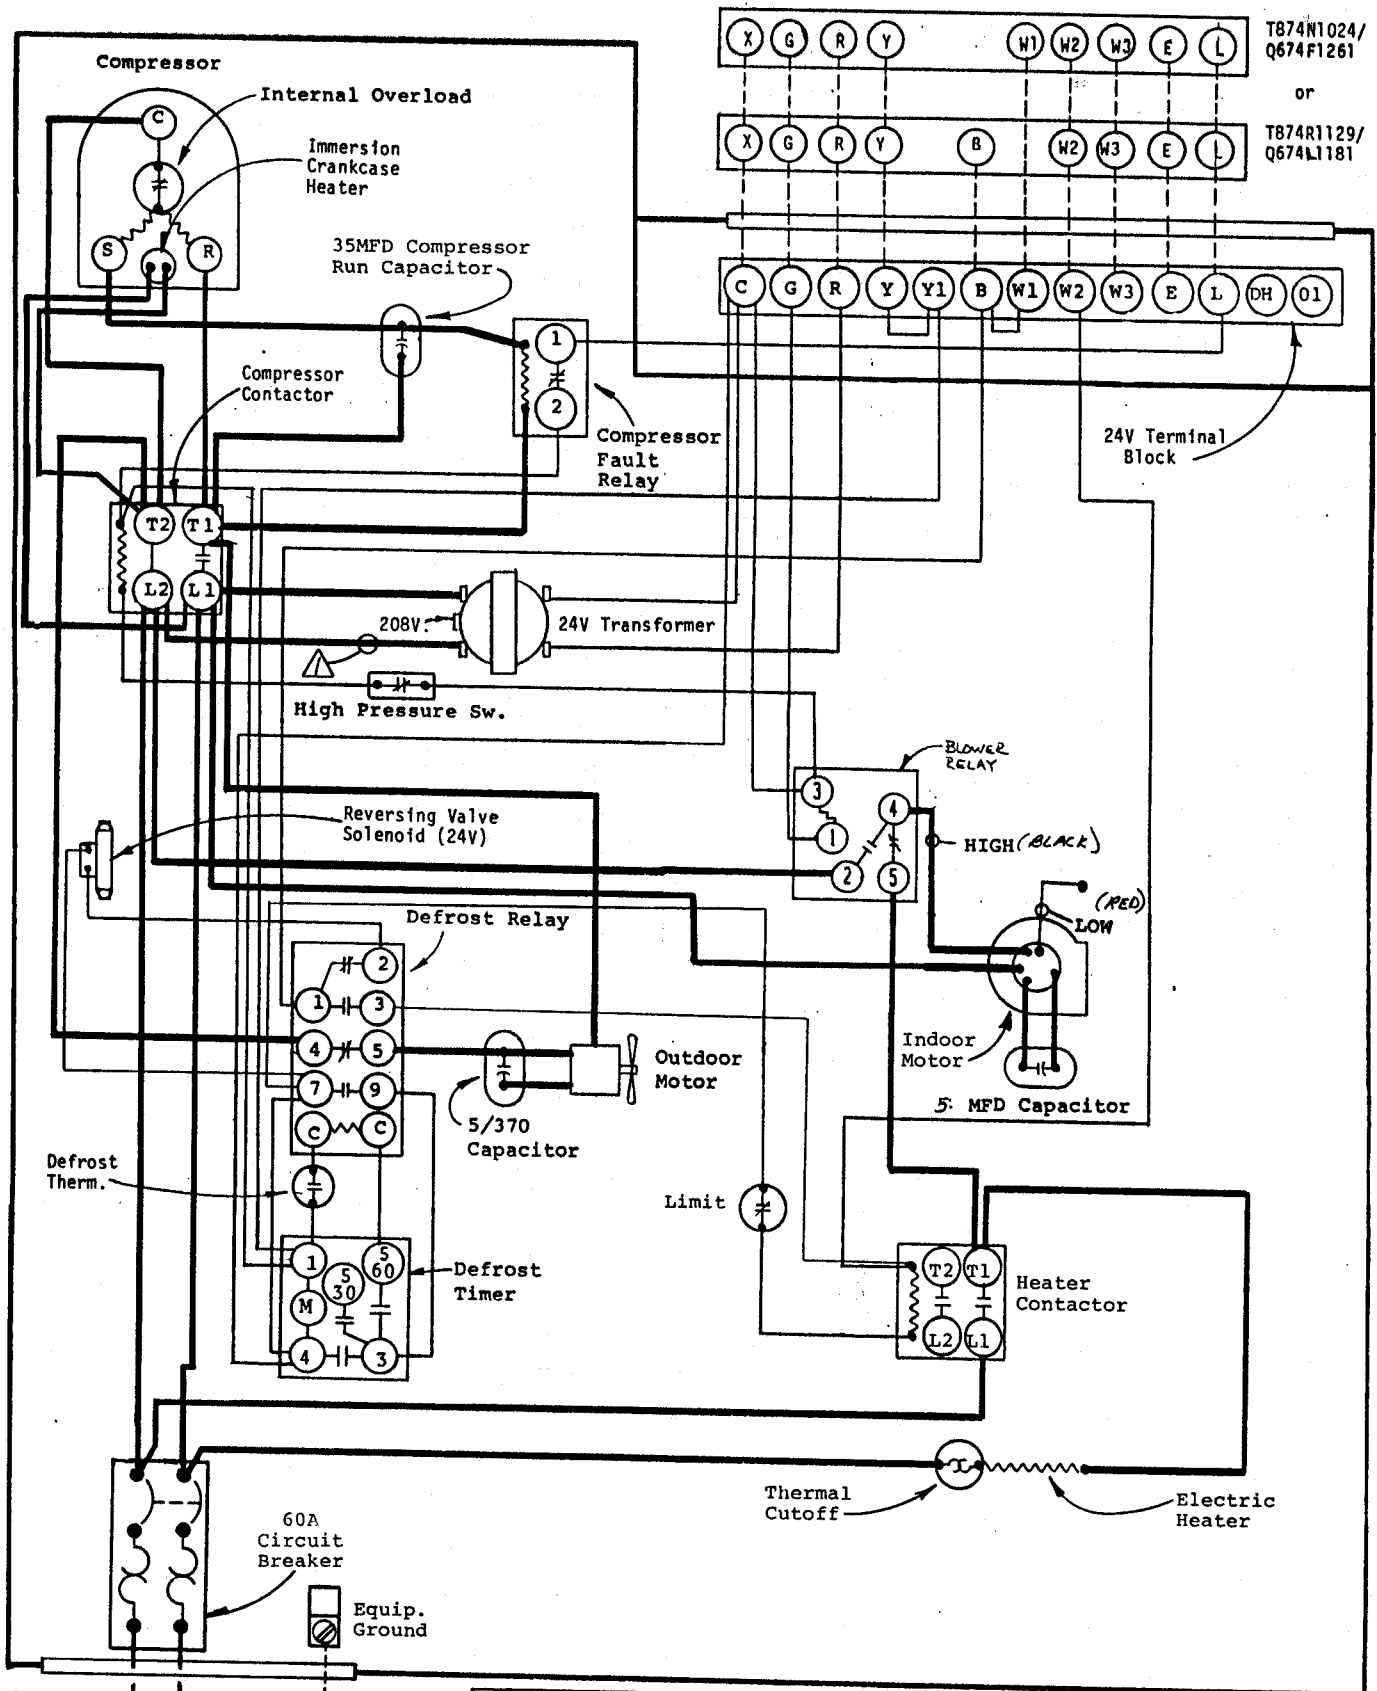 X G R Y W1 W2 W3 E L
T874N1024/
Q674F1261
or
X G R Y B W2 W3 E L
T874R1129/
Q674L1181
Compressor
Internal Overload
Immersion
Crankcase
Heater
C
S
R
35MFD Compressor
Run Capacitor
C G R Y Y1 B W1 W2 W3 E L DH O1
1
2
Compressor
Fault
Relay
24V Terminal
Block
Compressor
Contactor
T2 T1
L2 L1
208V.
24V Transformer
High Pressure Sw.
BLOWER
RELAY
3
4
1
2
5
HIGH (BLACK)
(RED)
LOW
Reversing Valve
Solenoid (24V)
Defrost Relay
2
1 3
4 5
7 9
C C
Outdoor
Motor
5/370
Capacitor
Indoor
Motor
5 MFD Capacitor
Defrost
Therm.
Limit
1
5
30
5
60
M
4 3
Defrost
Timer
T2 T1
L2 L1
Heater
Contactor
Thermal
Cutoff
Electric
Heater
60A
Circuit
Breaker
Equip.
Ground